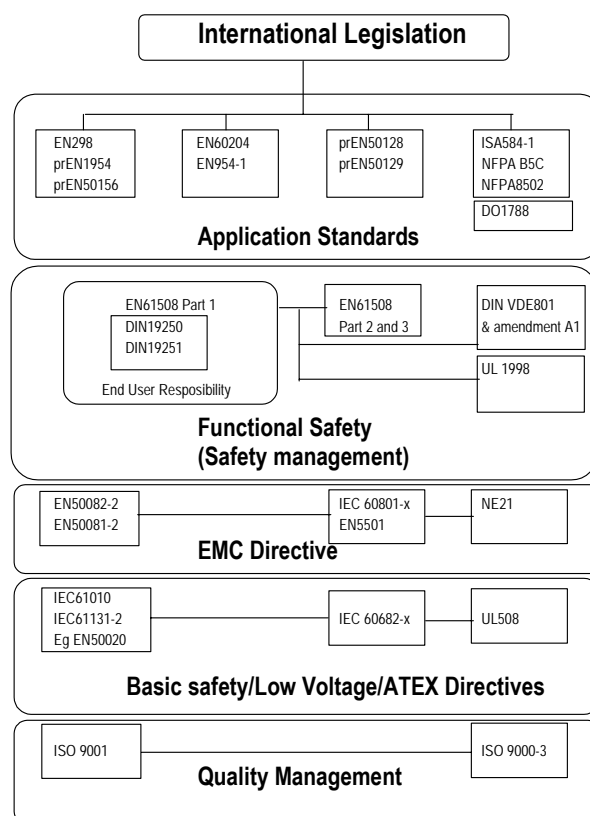 International Legislation
EN298
prEN1954
prEN50156
EN60204
EN954-1
prEN50128
prEN50129
ISA584-1
NFPA B5C
NFPA8502
DO1788
Application Standards
EN61508 Part 1
DIN19250
DIN19251
End User Resposibility
EN61508
Part 2 and 3
DIN VDE801
& amendment A1
UL 1998
Functional Safety
(Safety management)
EN50082-2
EN50081-2
IEC 60801-x
EN5501
NE21
EMC Directive
IEC61010
IEC61131-2
Eg EN50020
IEC 60682-x
UL508
Basic safety/Low Voltage/ATEX Directives
ISO 9001
ISO 9000-3
Quality Management